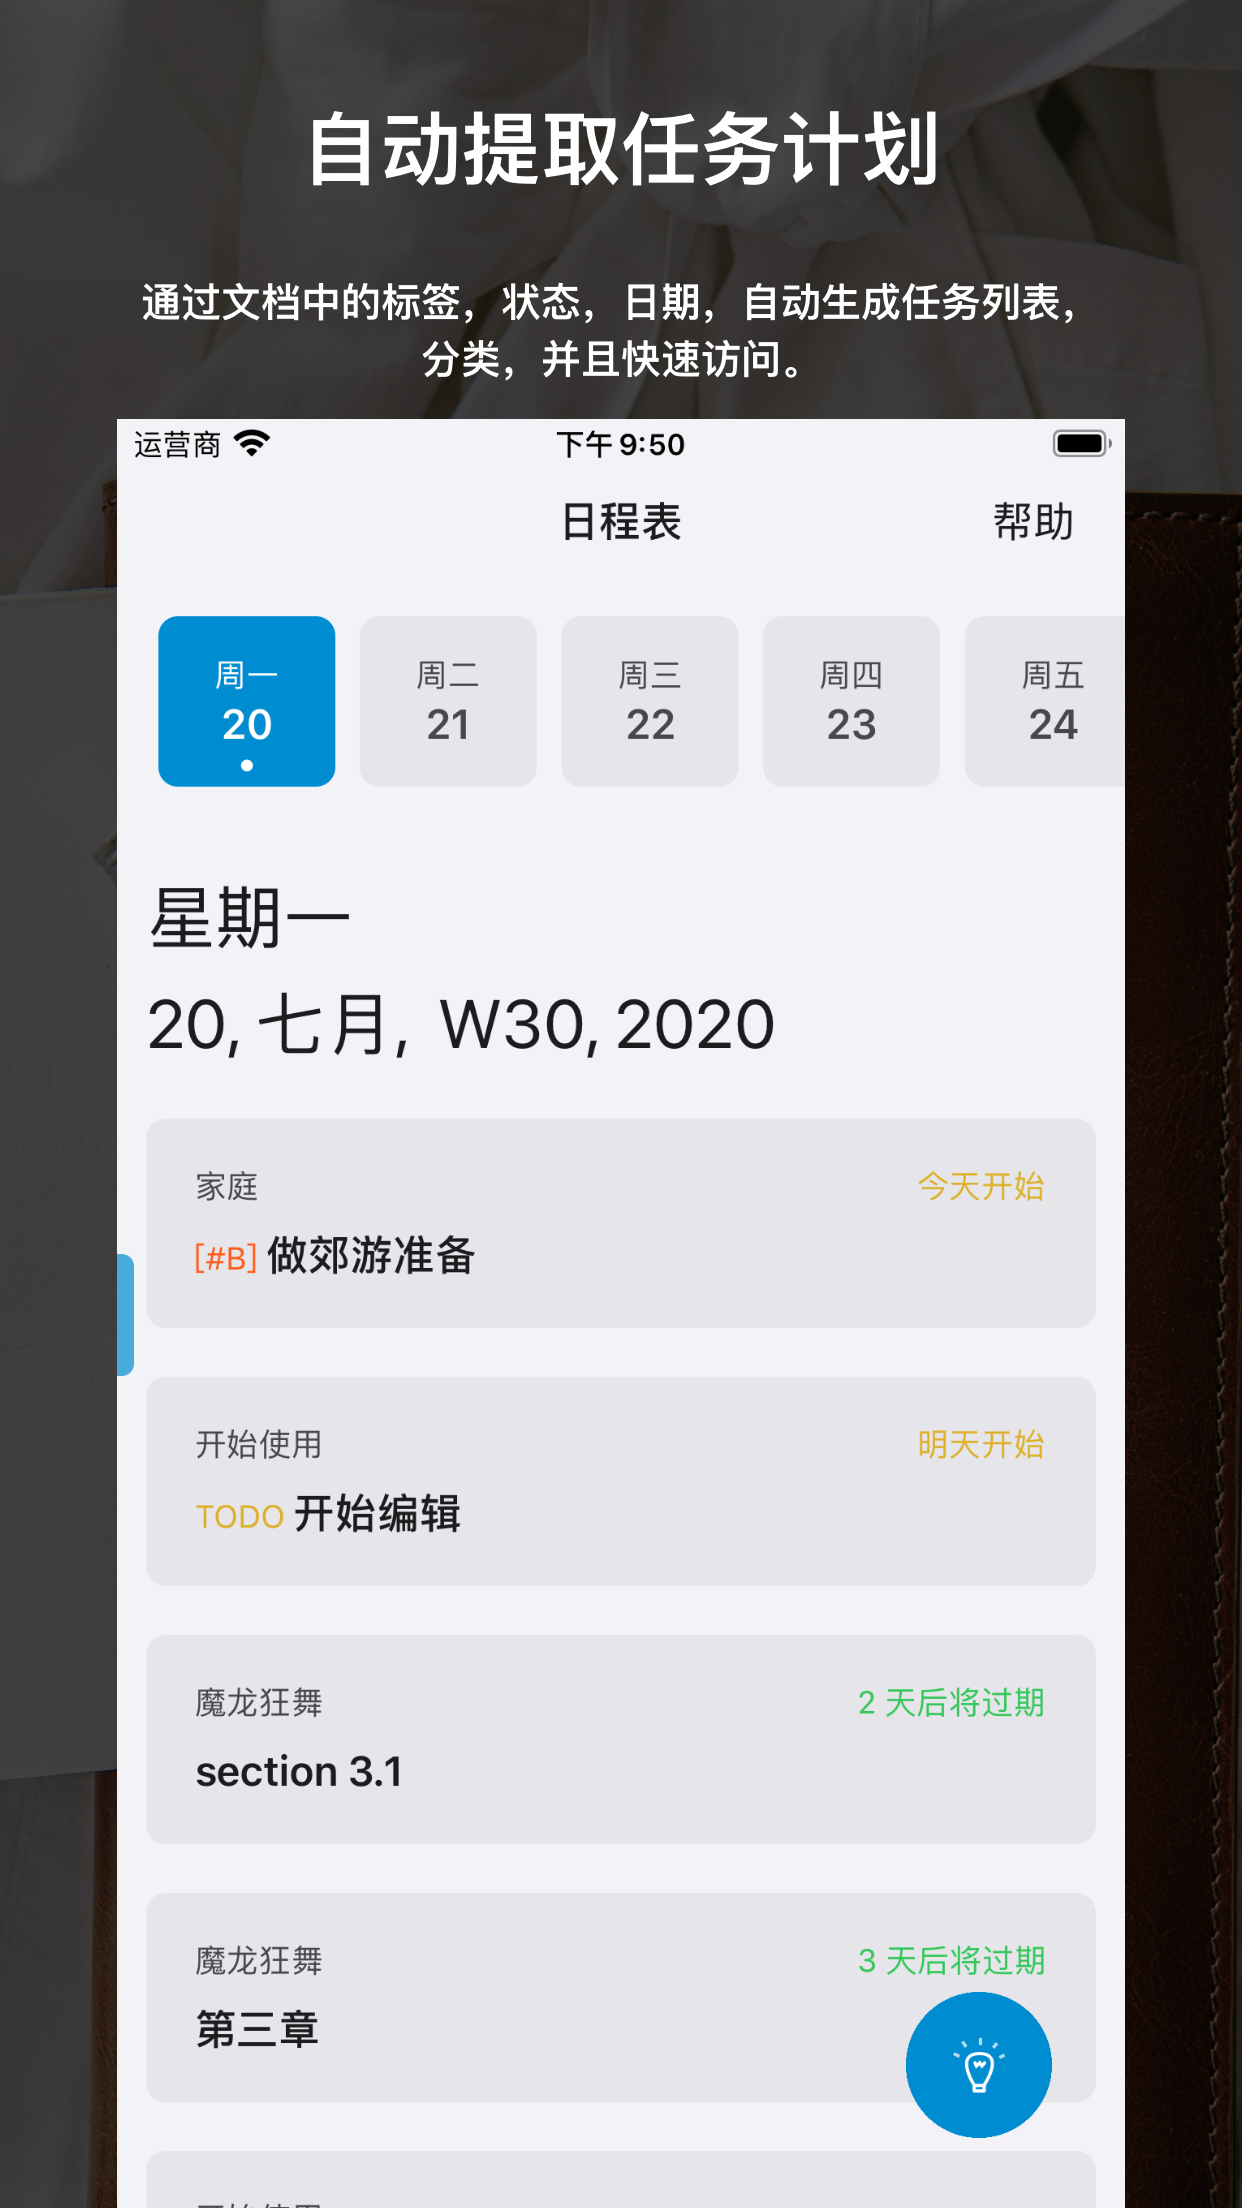 自动提取任务计划
通过文档中的标签，状态，日期，自动生成任务列表，
分类，并且快速访问。
运营商 下午 9:50
日程表 帮助
周一 周二 周三 周四 周五
20 21 22 23 24
星期一
20, 七月, W30, 2020
家庭 今天开始
[#B] 做郊游准备
开始使用 明天开始
TODO 开始编辑
魔龙狂舞 2 天后将过期
section 3.1
魔龙狂舞 3 天后将过期
第三章